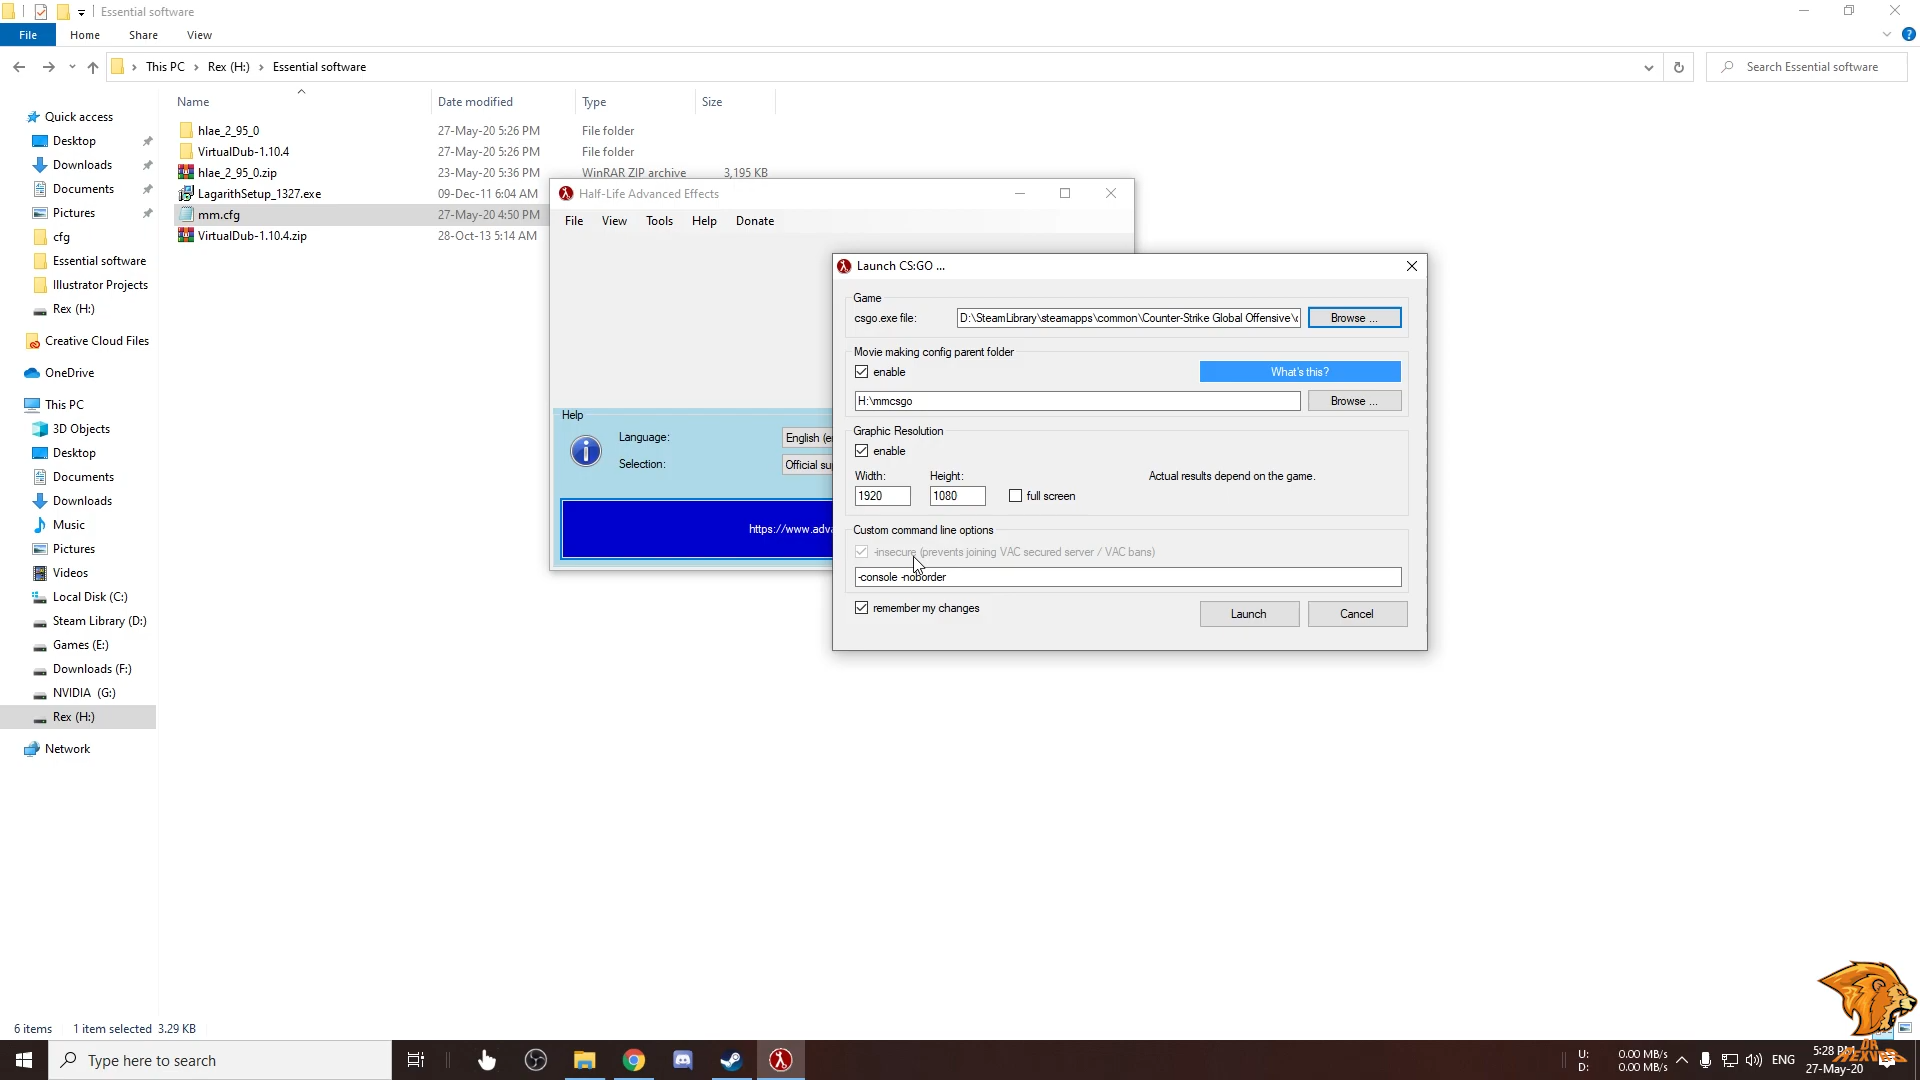 Essential software
File Home Share View
This PC Rex (H:) Essential software
Search Essential software
Name Date modified Type Size
hlae_2_95_0 27-May-20 5:26 PM File folder
VirtualDub-1.10.4 27-May-20 5:26 PM File folder
hlae_2_95_0.zip 23-May-20 5:36 PM WinRAR ZIP archive 3,195 KB
LagarithSetup_1327.exe 09-Dec-11 6:04 AM
mm.cfg 27-May-20 4:50 PM
VirtualDub-1.10.4.zip 28-Oct-13 5:14 AM
Quick access
Desktop
Downloads
Documents
Pictures
cfg
Essential software
Illustrator Projects
Rex (H:)
Creative Cloud Files
OneDrive
This PC
3D Objects
Desktop
Documents
Downloads
Music
Pictures
Videos
Local Disk (C:)
Steam Library (D:)
Games (E:)
Downloads (F:)
NVIDIA (G:)
Rex (H:)
Network
Half-Life Advanced Effects
File View Tools Help Donate
Help
Language: English (e
Selection: Official su
https://www.adva
Launch CS:GO ...
Game
csgo.exe file: D:\SteamLibrary\steamapps\common\Counter-Strike Global Offensive\ Browse ...
Movie making config parent folder
enable What's this?
H:\mmcsgo Browse ...
Graphic Resolution
enable
Width: Height: Actual results depend on the game.
1920 1080 full screen
Custom command line options
-insecure (prevents joining VAC secured server / VAC bans)
-console -noborder
remember my changes Launch Cancel
6 items 1 item selected 3.29 KB
Type here to search
U: 0.00 MB/s
D: 0.00 MB/s
ENG
5:28 PM
27-May-20